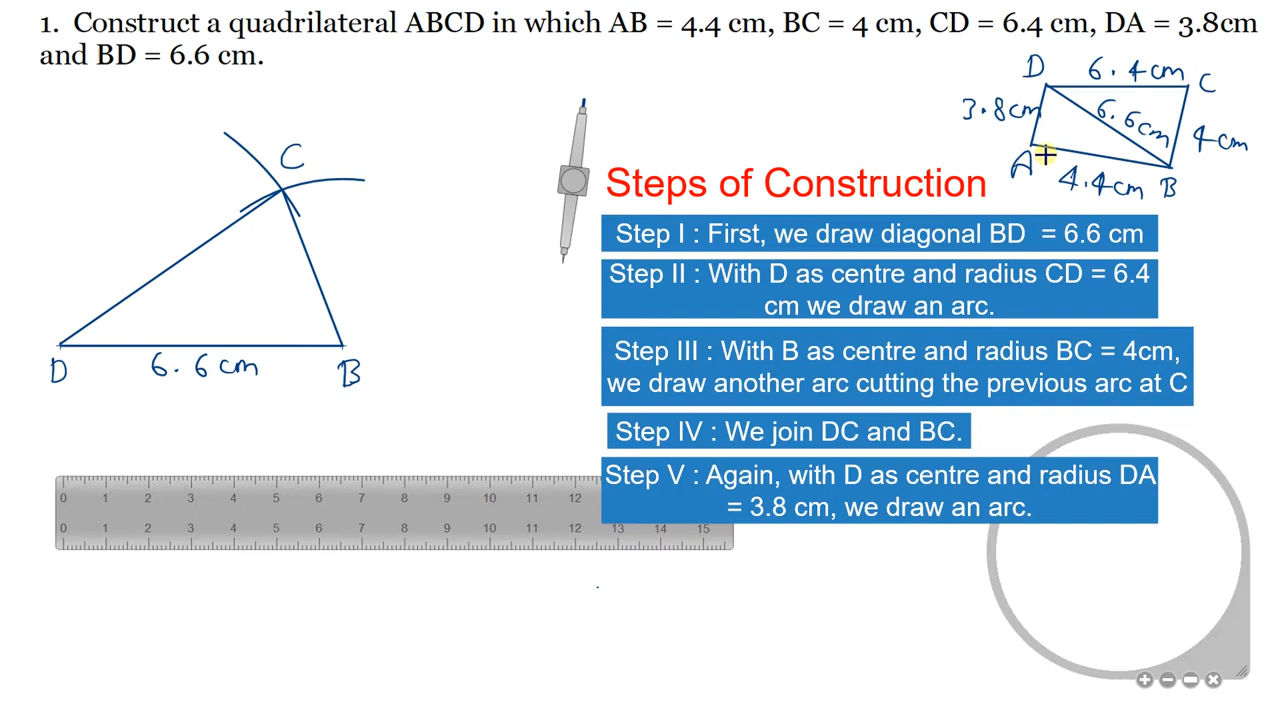 1. Construct a quadrilateral ABCD in which AB = 4.4 cm, BC = 4 cm, CD = 6.4 cm, DA = 3.8cm
and BD = 6.6 cm.
D 6.4cm C
3.8cm 6.6cm 4cm
A 4.4cm B
C
D 6.6cm B
Steps of Construction
Step I : First, we draw diagonal BD = 6.6 cm
Step II : With D as centre and radius CD = 6.4
cm we draw an arc.
Step III : With B as centre and radius BC = 4cm,
we draw another arc cutting the previous arc at C
Step IV : We join DC and BC.
Step V : Again, with D as centre and radius DA
= 3.8 cm, we draw an arc.
0 1 2 3 4 5 6 7 8 9 10 11 12
0 1 2 3 4 5 6 7 8 9 10 11 12 13 14 15